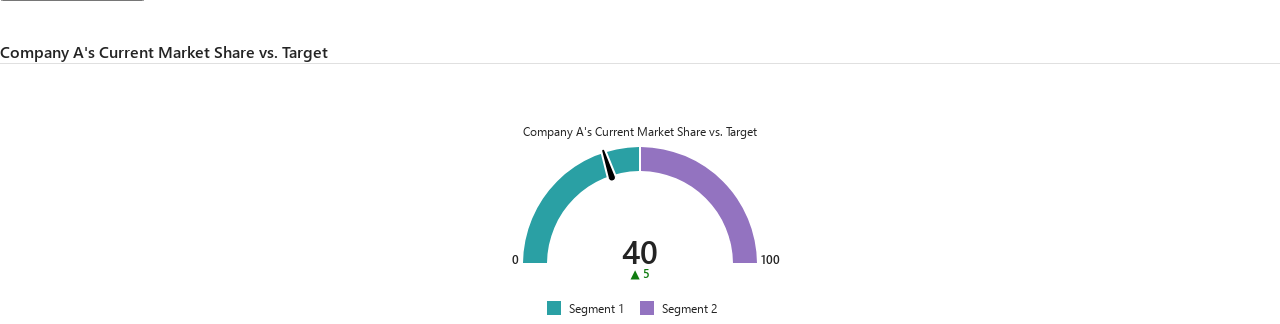 Company A's Current Market Share vs. Target
Company A's Current Market Share vs. Target
40
0
100
▲ 5
Segment 1
Segment 2